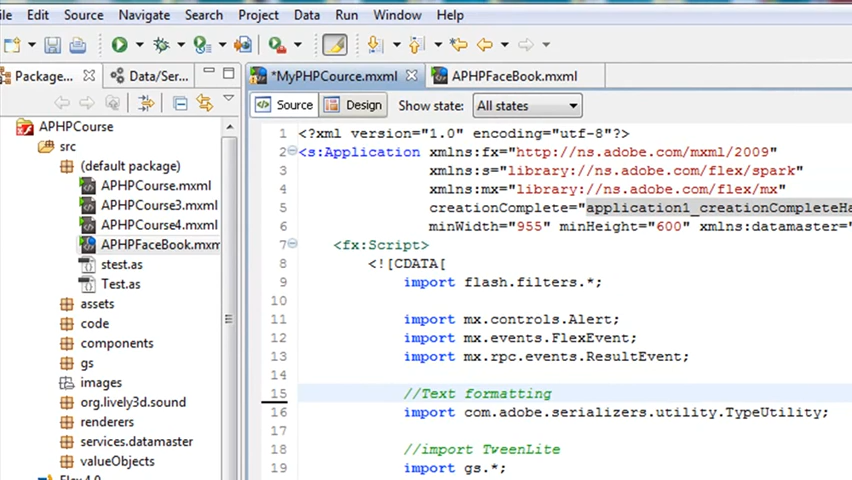 ile Edit Navigate Search Project Data Run Window Help
Package... Data/Ser...
*MyPHPCource.mxml APHPFaceBook.mxml
Source Design Show state: All states
APHPCourse
src
(default package)
APHPCourse.mxml
APHPCourse3.mxml
APHPCourse4.mxml
APHPFaceBook.mxm
stest.as
Test.as
assets
code
components
gs
images
org.lively3d.sound
renderers
services.datamaster
valueObjects
Flex 4.0
1 <?xml version="1.0" encoding="utf-8"?>
2 <s:Application xmlns:fx="http://ns.adobe.com/mxml/2009"
3 xmlns:s="library://ns.adobe.com/flex/spark"
4 xmlns:mx="library://ns.adobe.com/flex/mx"
5 creationComplete="application1_creationCompleteHa
6 minWidth="955" minHeight="600" xmlns:datamaster="
7 <fx:Script>
8 <![CDATA[
9 import flash.filters.*;
10
11 import mx.controls.Alert;
12 import mx.events.FlexEvent;
13 import mx.rpc.events.ResultEvent;
14
15 //Text formatting
16 import com.adobe.serializers.utility.TypeUtility;
17
18 //import TweenLite
19 import gs.*;